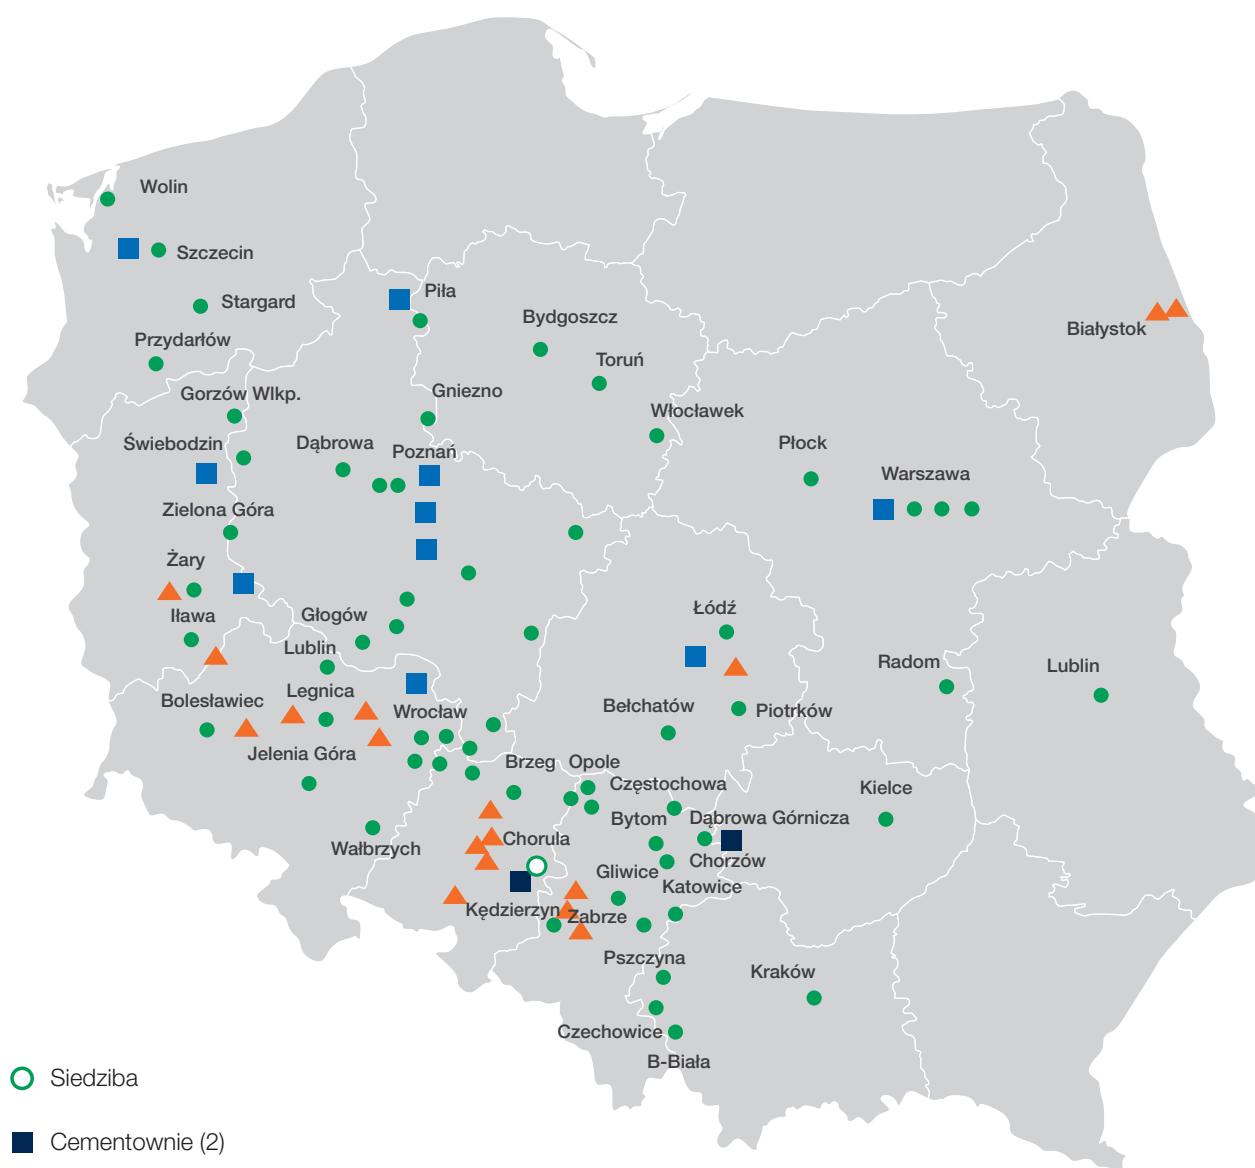 Wolin
Szczecin
Stargard
Piła
Białystok
Bydgoszcz
Przydarłów
Toruń
Gorzów Wlkp.
Gniezno
Włocławek
Świebodzin
Dąbrowa
Poznań
Płock
Warszawa
Zielona Góra
Żary
Iława
Głogów
Łódź
Lublin
Radom
Lublin
Bolesławiec
Legnica
Wrocław
Bełchatów
Piotrków
Jelenia Góra
Brzeg
Opole
Częstochowa
Kielce
Bytom
Dąbrowa Górnicza
Wałbrzych
Chorula
Chorzów
Gliwice
Katowice
Kędzierzyn
Zabrze
Pszczyna
Kraków
Czechowice
B-Biała
Siedziba
Cementownie (2)